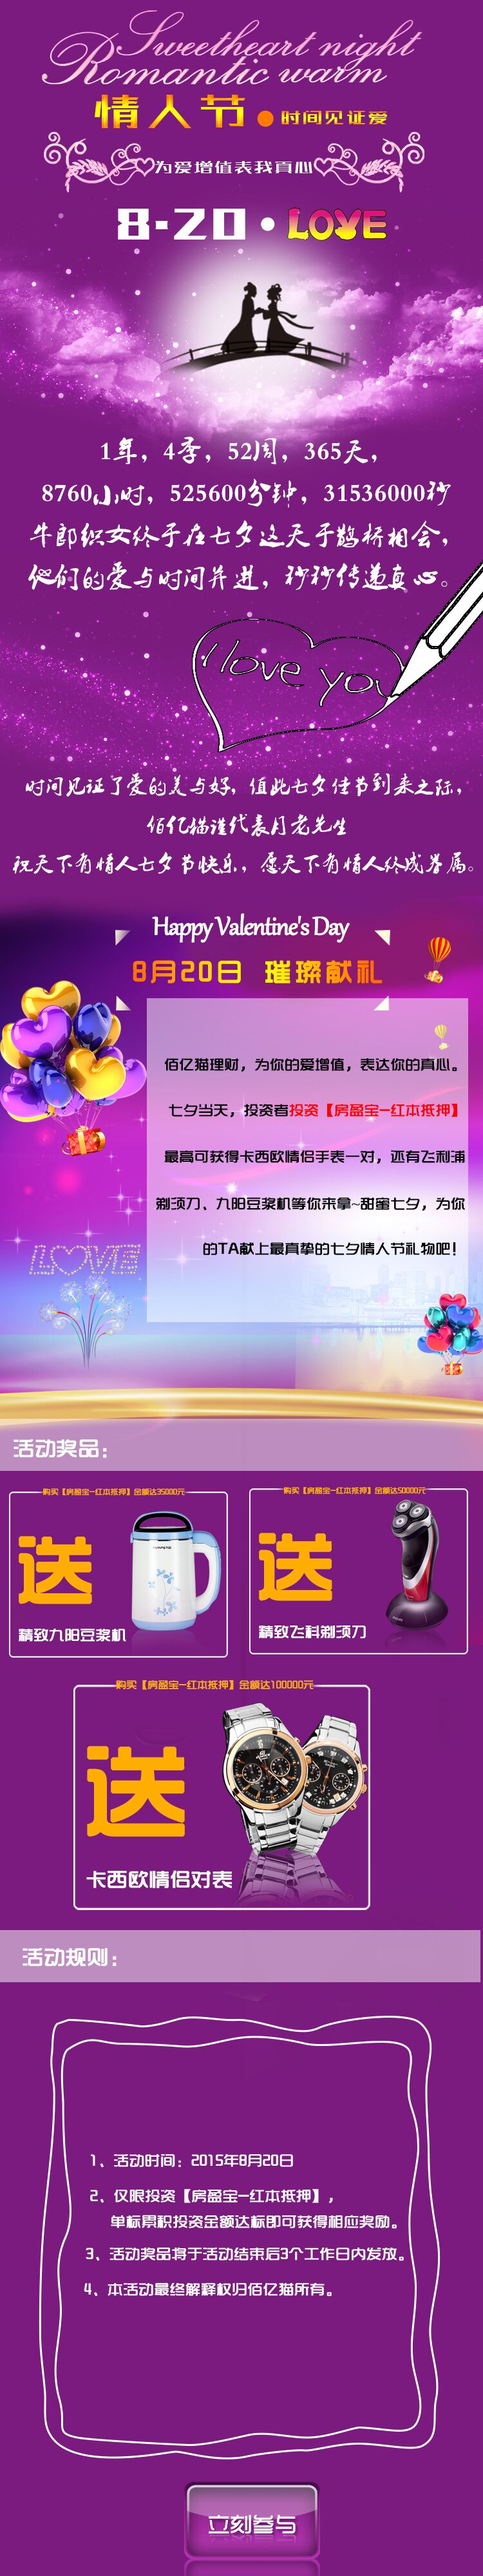 Sweetheart night
Romantic warm
情人节●时间见证爱
为爱增值表我真心
8·20·LOVE
1年，4季，52周，365天，
8760小时，525600分钟，31536000秒
牛郎织女终于在七夕这天于鹊桥相会，
他们的爱与时间并进，秒秒传递真心。
I love you
时间见证了爱的美与好，值此七夕佳节到来之际，
佰亿猫谨代表月老先生
祝天下有情人七夕节快乐，愿天下有情人终成眷属。
Happy Valentine's Day
8月20日 璀璨献礼
佰亿猫理财，为你的爱增值，表达你的真心。
七夕当天，投资者投资【房盈宝-红本抵押】
最高可获得卡西欧情侣手表一对，还有飞利浦
剃须刀、九阳豆浆机等你来拿~甜蜜七夕，为你
的TA献上最真挚的七夕情人节礼物吧！
LOVE
活动奖品：
购买【房盈宝-红本抵押】金额达35000元
送
精致九阳豆浆机
购买【房盈宝-红本抵押】金额达50000元
送
精致飞科剃须刀
购买【房盈宝-红本抵押】金额达100000元
送
卡西欧情侣对表
活动规则：
1、活动时间：2015年8月20日
2、仅限投资【房盈宝-红本抵押】，
单标累积投资金额达标即可获得相应奖励。
3、活动奖品将于活动结束后3个工作日内发放。
4、本活动最终解释权归佰亿猫所有。
立刻参与